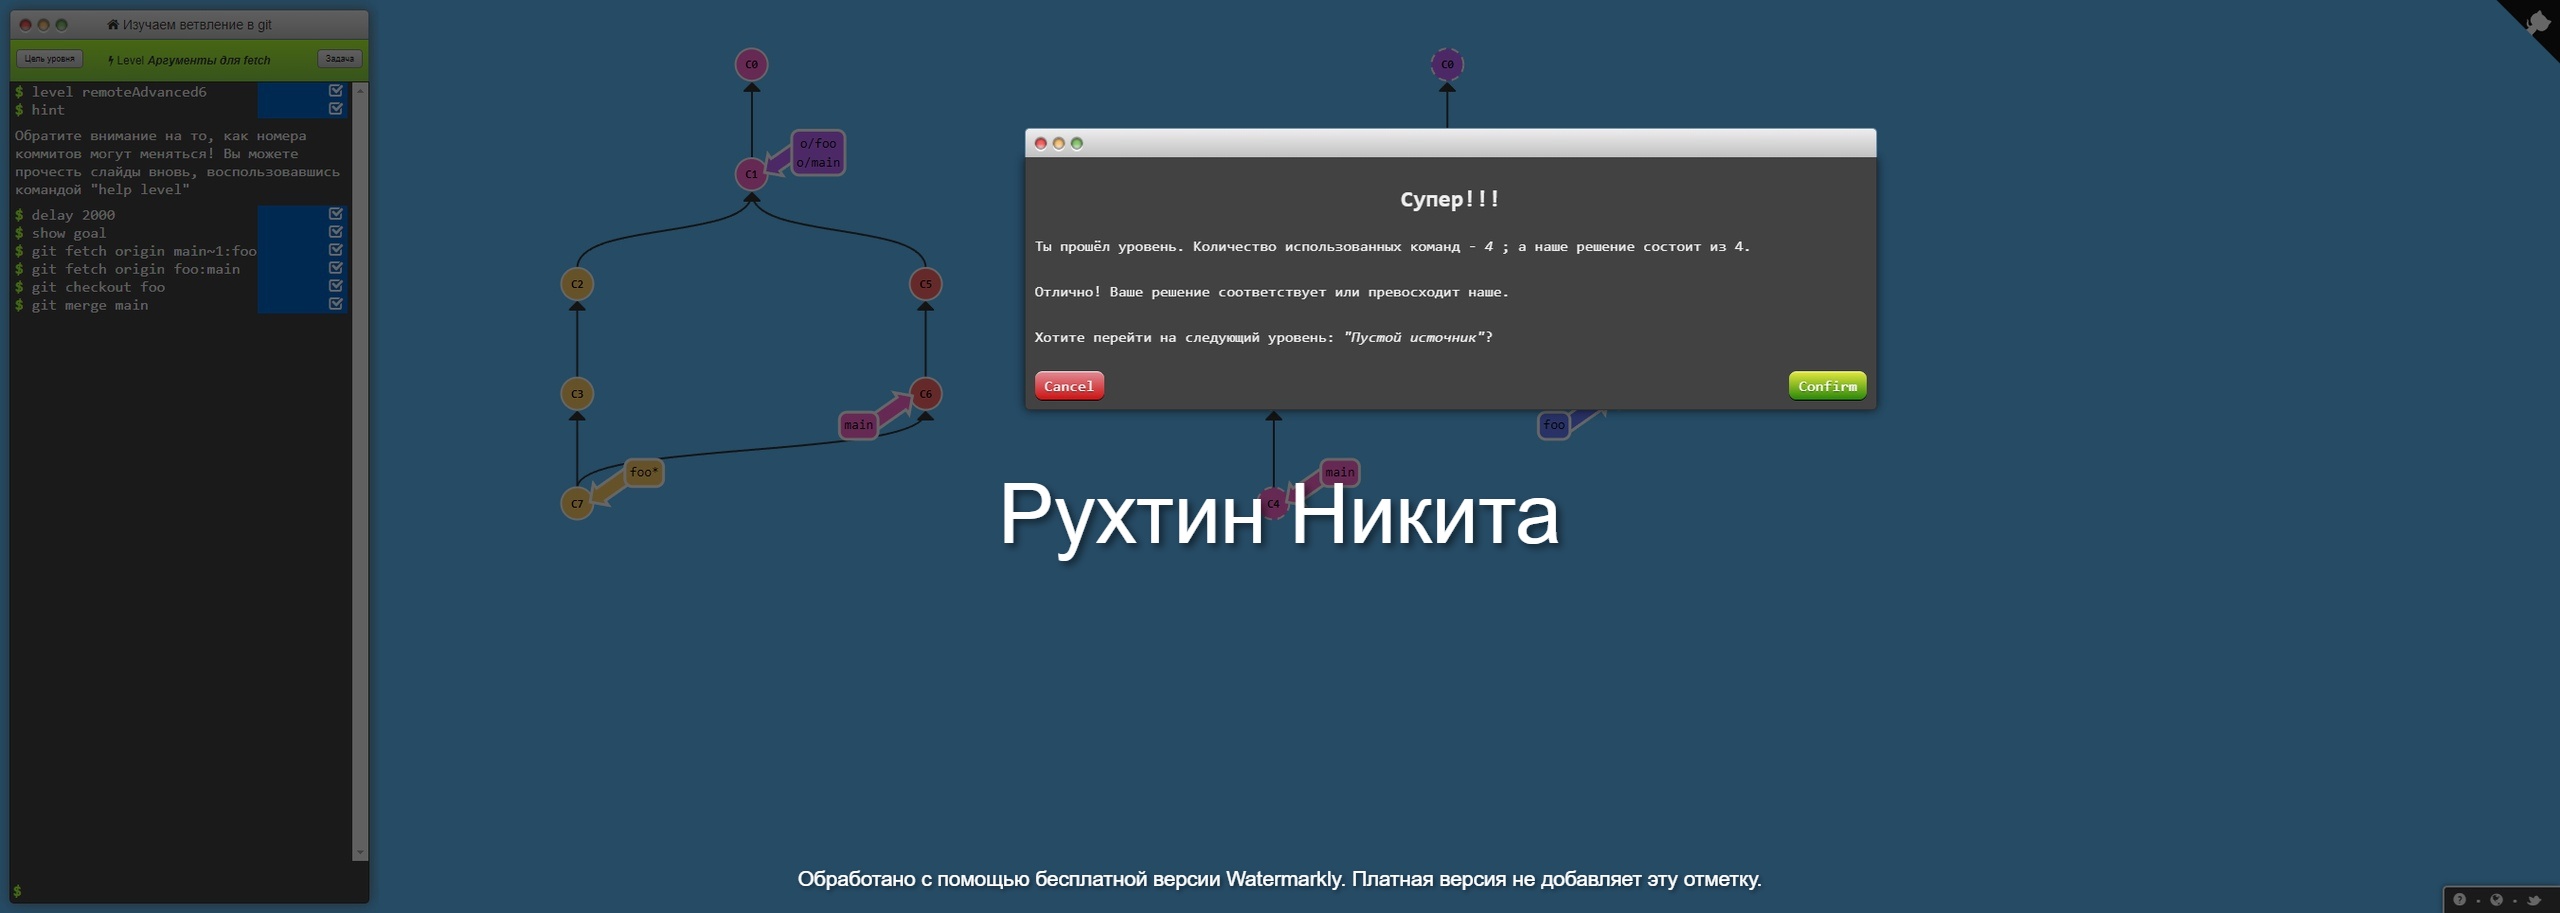 Изучаем ветвление в git
Цель уровня
Level Аргументы для fetch
Задача
$ level remoteAdvanced6
$ hint
Обратите внимание на то, как номера
коммитов могут меняться! Вы можете
прочесть слайды вновь, воспользовавшись
командой "help level"
$ delay 2000
$ show goal
$ git fetch origin main~1:foo
$ git fetch origin foo:main
$ git checkout foo
$ git merge main
$
C0
o/foo
o/main
C1
C2
C5
C3
C6
main
foo*
C7
C0
Супер!!!
Ты прошёл уровень. Количество использованных команд - 4 ; а наше решение состоит из 4.
Отлично! Ваше решение соответствует или превосходит наше.
Хотите перейти на следующий уровень: "Пустой источник"?
Cancel
Confirm
foo
main
C4
Рухтин Никита
Обработано с помощью бесплатной версии Watermarkly. Платная версия не добавляет эту отметку.